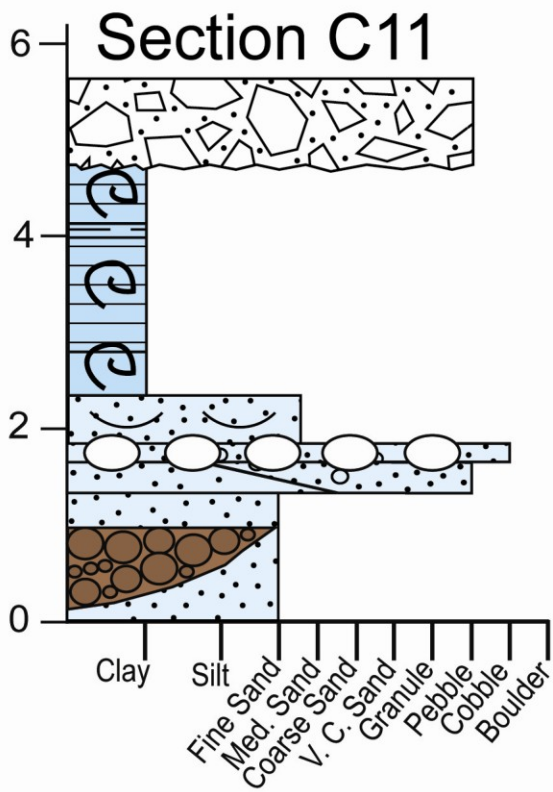 Section C11
6
4
2
0
Clay
Silt
Fine Sand
Med. Sand
Coarse Sand
V. C. Sand
Granule
Pebble
Cobble
Boulder